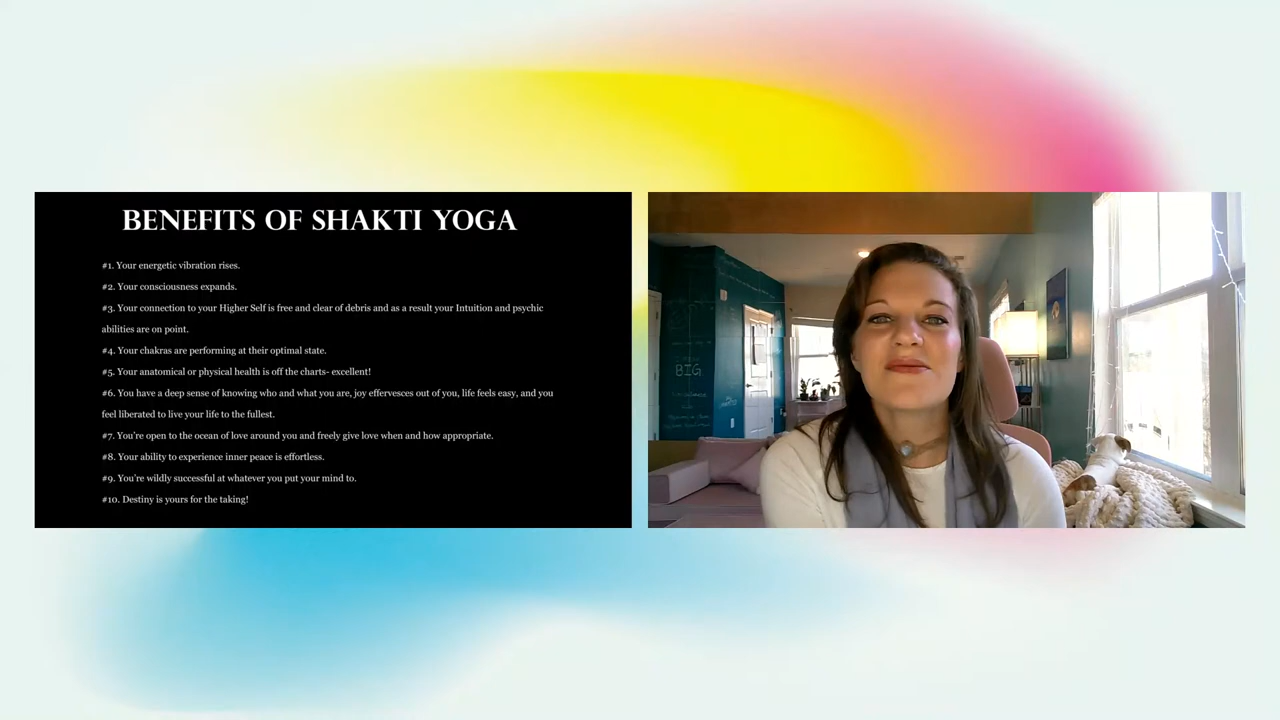 BENEFITS OF SHAKTI YOGA
#1. Your energetic vibration rises.
#2. Your consciousness expands.
#3. Your connection to your Higher Self is free and clear of debris and as a result your Intuition and psychic
abilities are on point.
#4. Your chakras are performing at their optimal state.
#5. Your anatomical or physical health is off the charts- excellent!
#6. You have a deep sense of knowing who and what you are, joy effervesces out of you, life feels easy, and you
feel liberated to live your life to the fullest.
#7. You're open to the ocean of love around you and freely give love when and how appropriate.
#8. Your ability to experience inner peace is effortless.
#9. You're wildly successful at whatever you put your mind to.
#10. Destiny is yours for the taking!
BIG